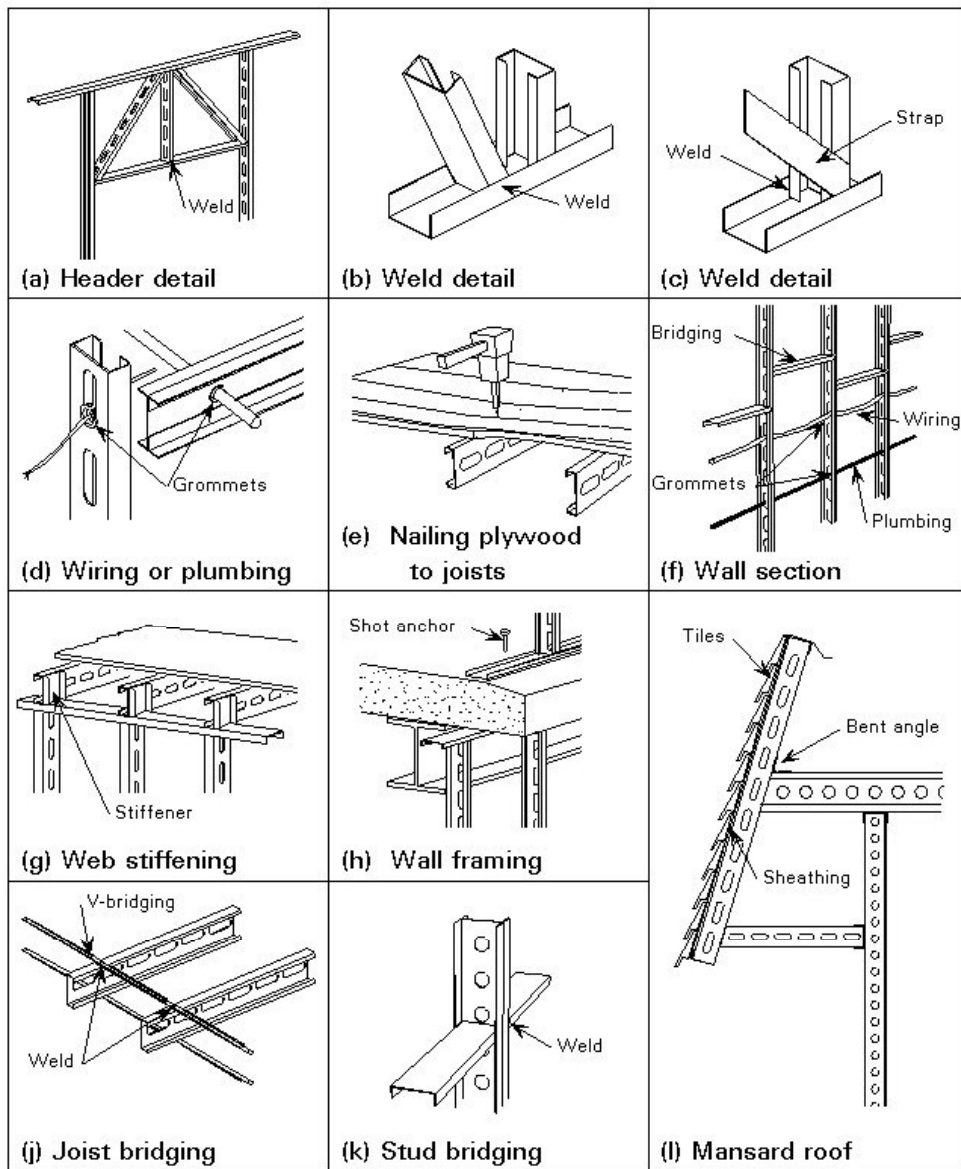 Weld
(a) Header detail
Weld
(b) Weld detail
Strap
Weld
(c) Weld detail
Grommets
(d) Wiring or plumbing
(e) Nailing plywood
to joists
Bridging
Wiring
Grommets
Plumbing
(f) Wall section
Stiffener
(g) Web stiffening
Shot anchor
(h) Wall framing
Tiles
Bent angle
Sheathing
(l) Mansard roof
V-bridging
Weld
(j) Joist bridging
Weld
(k) Stud bridging